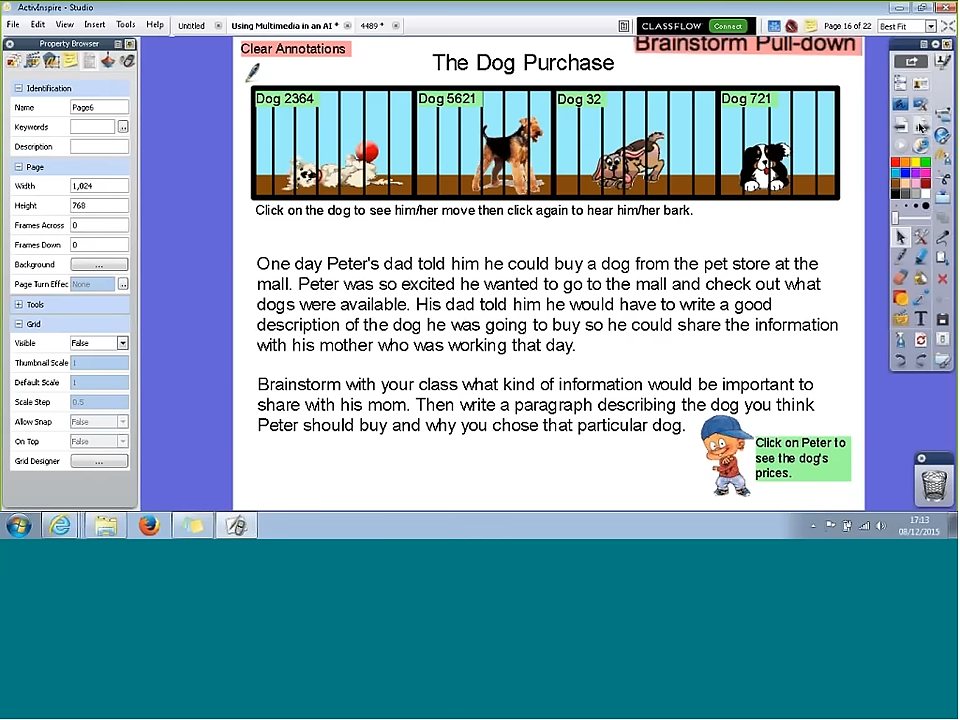 ActivInspire - Studio
File Edit View Insert Tools Help Untitled Using Multimedia in an AI * 4489 * CLASSFLOW Connect Page 16 of 22 Best Fit
Property Browser
Identification
Name Page6
Keywords
Description
Page
Width 1,024
Height 768
Frames Across 0
Frames Down 0
Background ...
Page Turn Effec None
Tools
Grid
Visible False
Thumbnail Scale 1
Default Scale 1
Scale Step 0.5
Allow Snap False
On Top False
Grid Designer ...
Clear Annotations
Brainstorm Pull-down
The Dog Purchase
Dog 2364 Dog 5621 Dog 32 Dog 721
Click on the dog to see him/her move then click again to hear him/her bark.
One day Peter's dad told him he could buy a dog from the pet store at the
mall. Peter was so excited he wanted to go to the mall and check out what
dogs were available. His dad told him he would have to write a good
description of the dog he was going to buy so he could share the information
with his mother who was working that day.
Brainstorm with your class what kind of information would be important to
share with his mom. Then write a paragraph describing the dog you think
Peter should buy and why you chose that particular dog.
Click on Peter to
see the dog's
prices.
17:13
08/12/2015